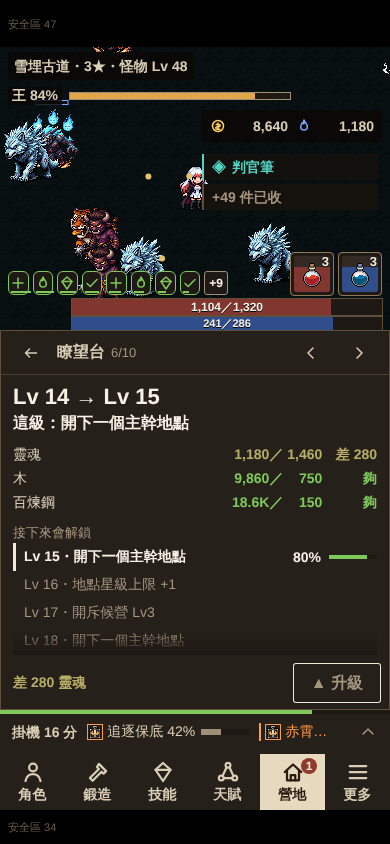 安全區 47
雪埋古道・3★・怪物 Lv 48
王 84%
8,640 1,180
◈ 判官筆
+49 件已收
3 3
+9
1,104／1,320
241／286
← 瞭望台 6/10
Lv 14 → Lv 15
這級：開下一個主幹地點
靈魂 1,180／ 1,460 差 280
木 9,860／ 750 夠
百煉鋼 18.6K／ 150 夠
接下來會解鎖
Lv 15・開下一個主幹地點 80%
Lv 16・地點星級上限 +1
Lv 17・開斥候營 Lv3
Lv 18・開下一個主幹地點
差 280 靈魂 ▲ 升級
掛機 16 分 追逐保底 42% 赤霄…
角色 鍛造 技能 天賦 營地 1 更多
安全區 34